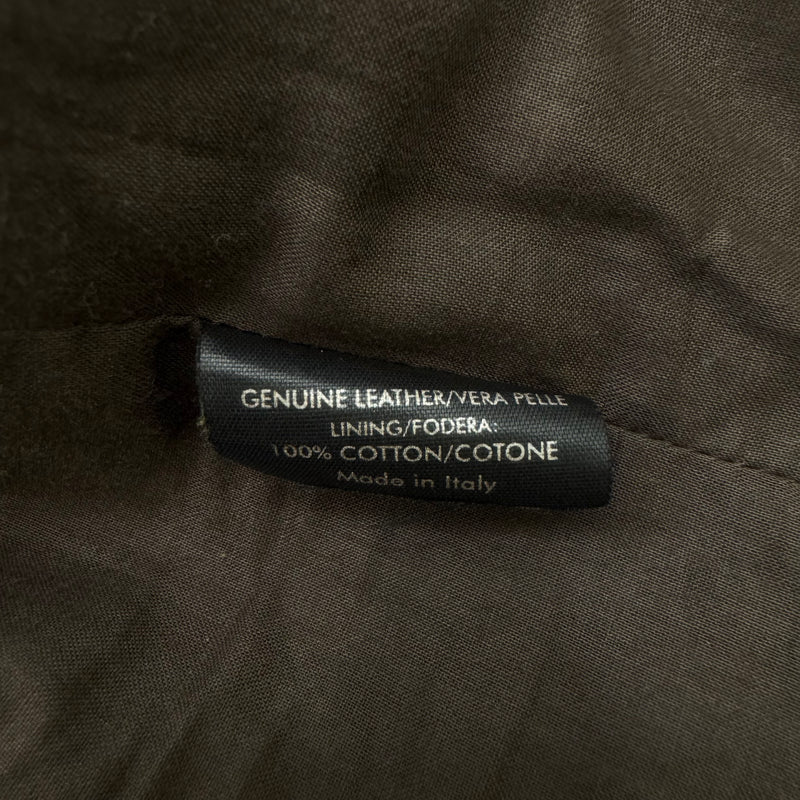 GENUINE LEATHER/VERA PELLE
LINING/FODERA:
100% COTTON/COTONE
Made in Italy